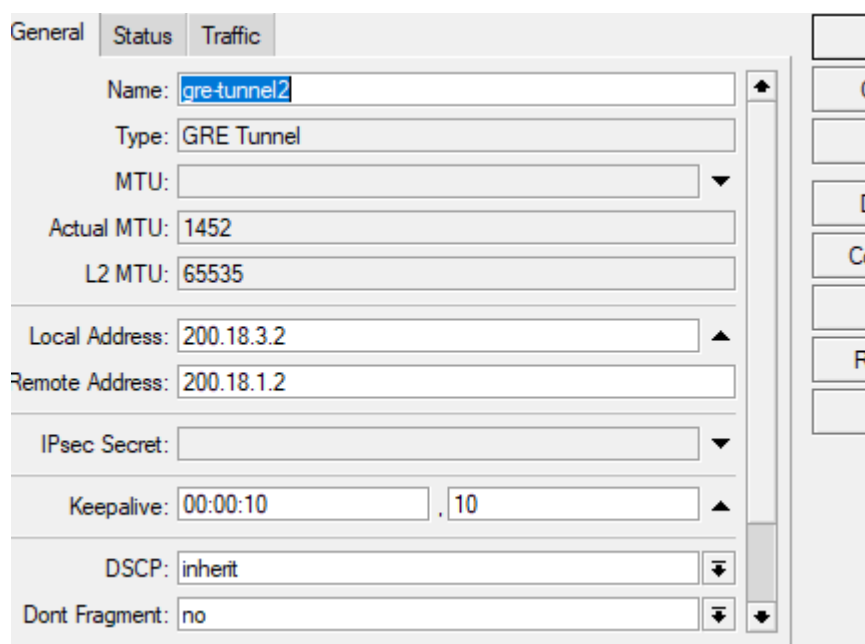 General Status Traffic
Name: gre-tunnel2
Type: GRE Tunnel
MTU:
Actual MTU: 1452
L2 MTU: 65535
Local Address: 200.18.3.2
Remote Address: 200.18.1.2
IPsec Secret:
Keepalive: 00:00:10 , 10
DSCP: inherit
Dont Fragment: no